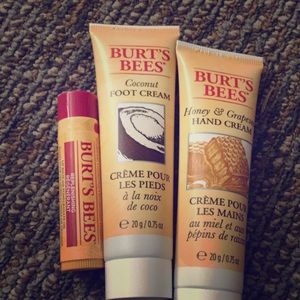 BURT'S BEES
REPLENISHING
BURT'S
BEES
Coconut
FOOT CREAM
CRÈME POUR
LES PIEDS
à la noix
de coco
e 20 g / 0.75 oz
BURT'S
BEES
Honey & Grapeseed
HAND CREAM
CRÈME POUR
LES MAINS
au miel et aux
pépins de raisin
e 20 g / 0.75 oz